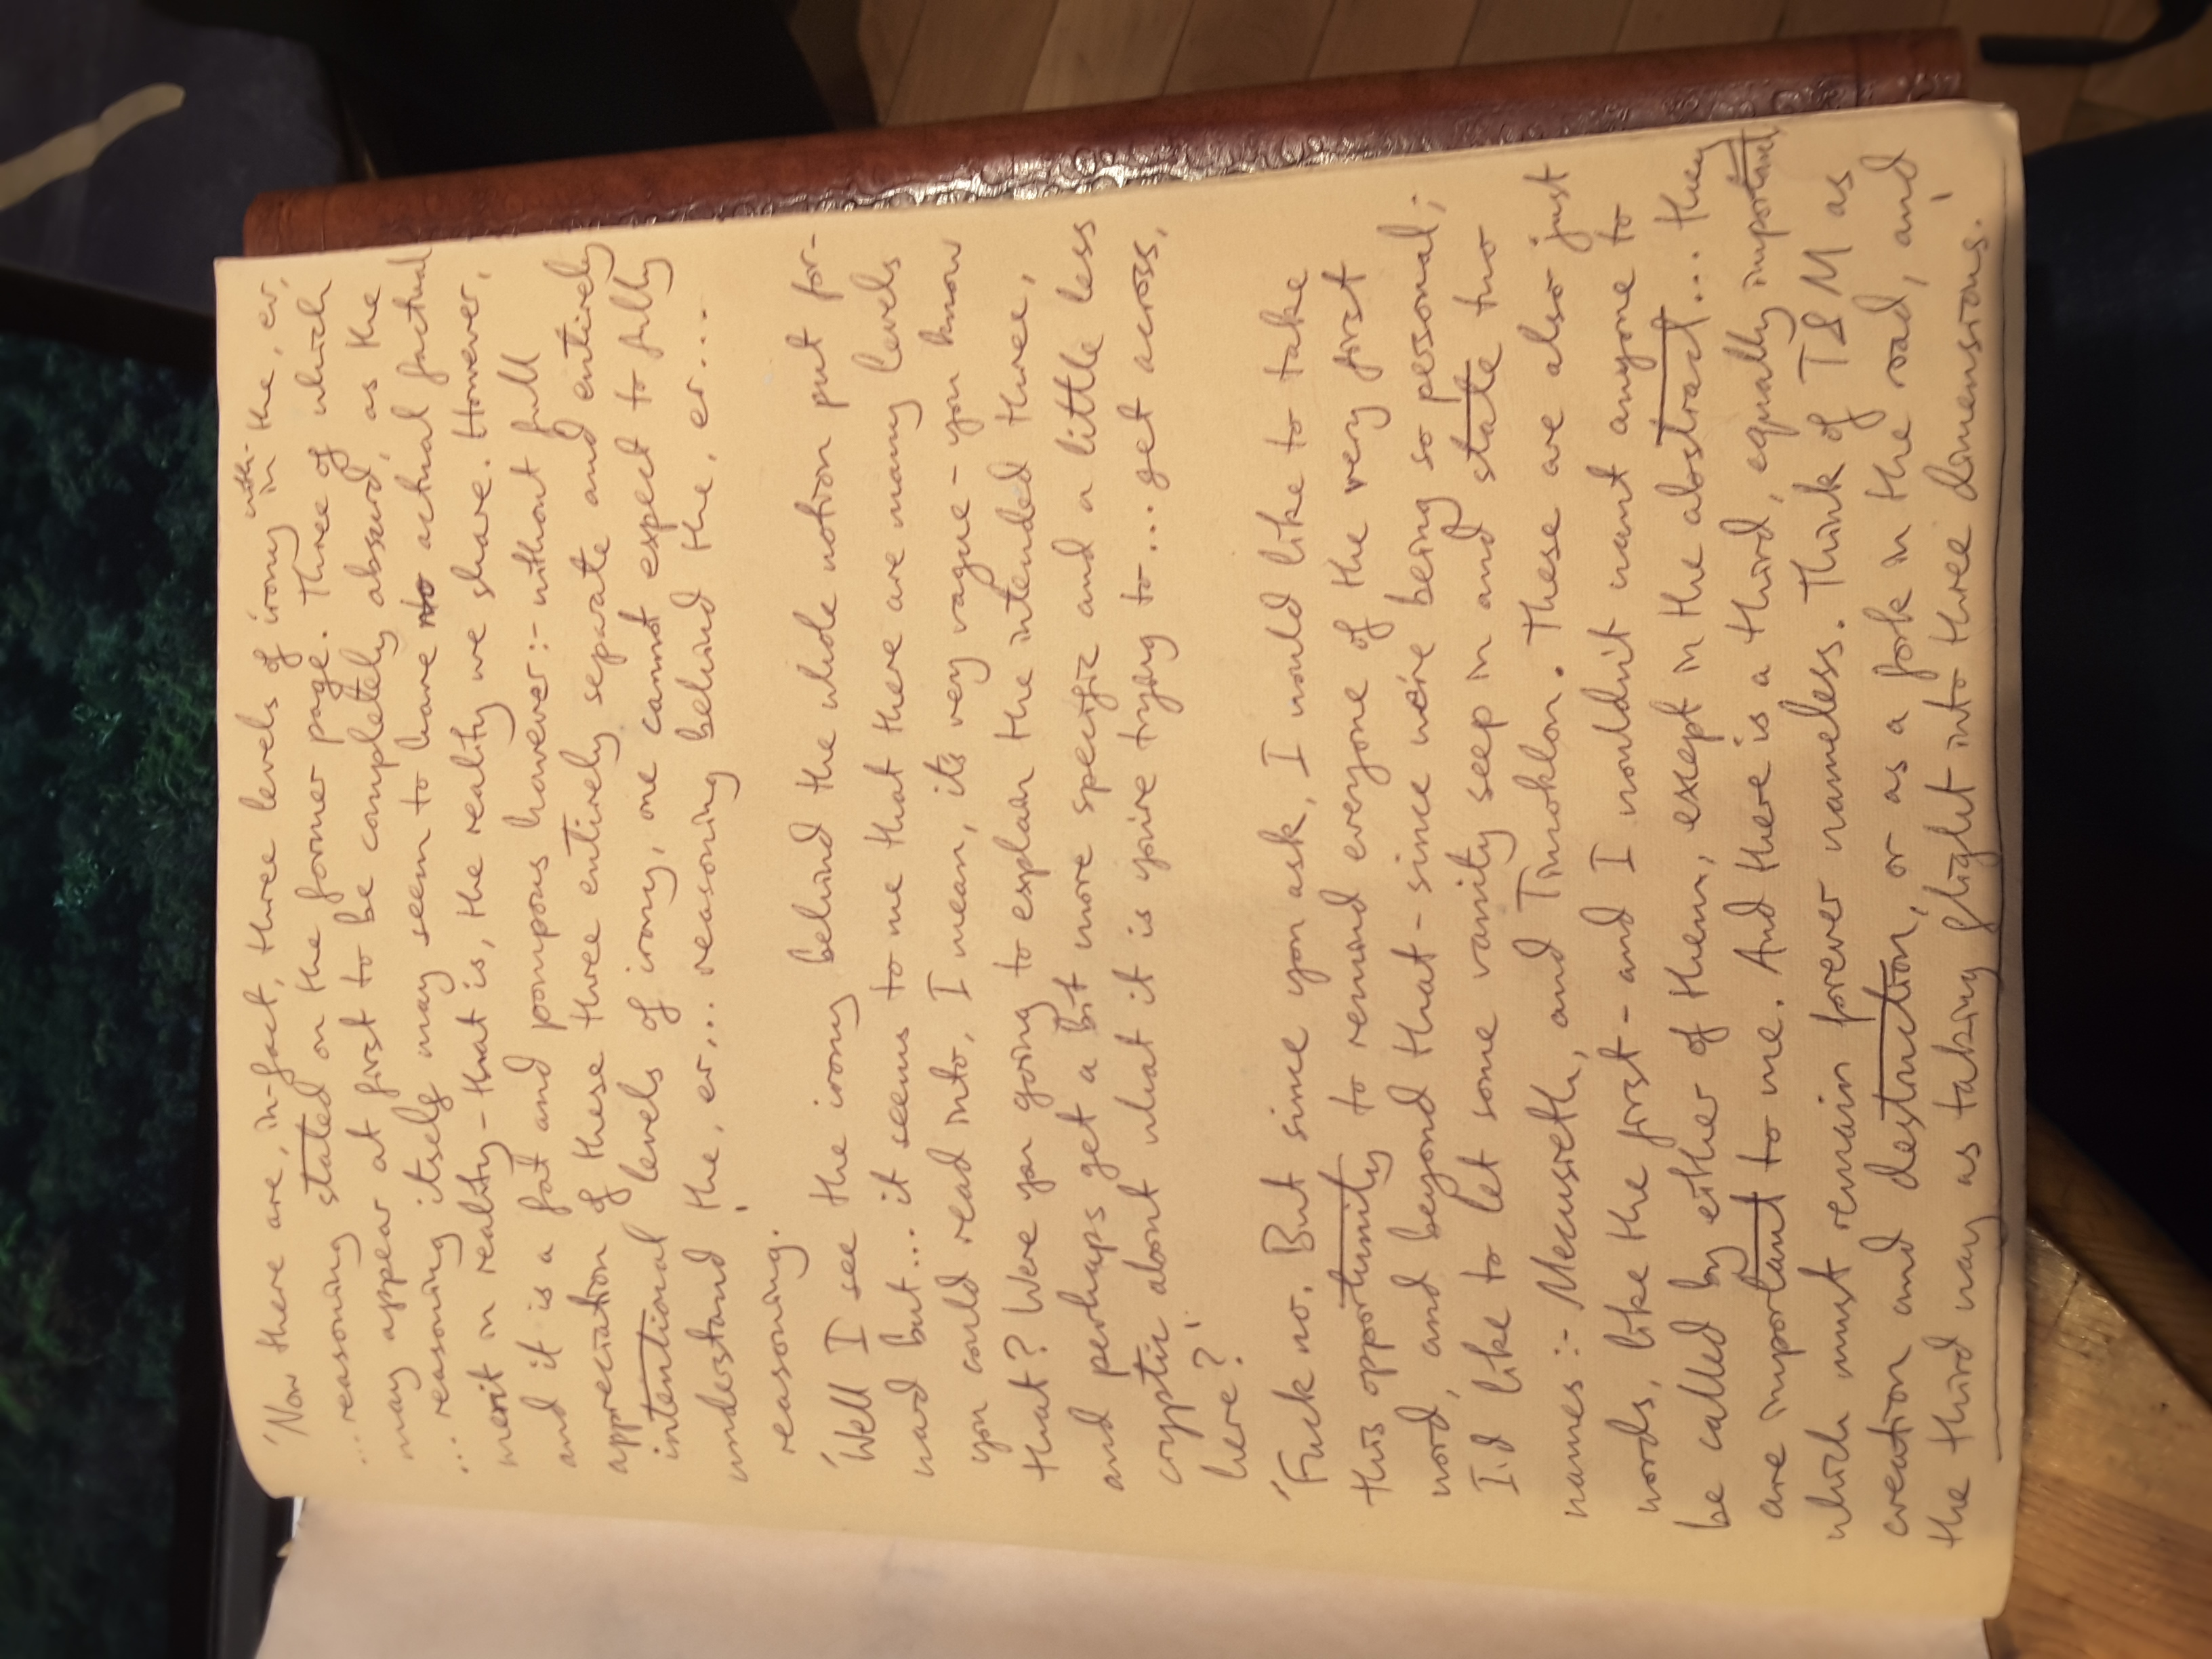 'Now there are, in-fact, three levels of irony with-in the, er,
...reasoning stated on the former page. Three of which
may appear at first to be completely absurd, as the
...reasoning itself may seem to have no actual factual
merit in reality - that is, the reality we share. However,
and it is a fat and pompous however:- without full
appreciation of these three entirely separate and entirely
intentional levels of irony, one cannot expect to fully
understand the, er,... reasoning behind the, er...
reasoning.'
'Well I see the irony behind the whole notion put for-
ward but... it seems to me that there are many levels
you could read into, I mean, it's very vague - you know
that? Were you going to explain the intended three,
and perhaps get a bit more specific and a little less
cryptic about what it is you're trying to... get across,
here?'
'Fuck no. But since you ask, I would like to take
this opportunity to remind everyone of the very first
word, and beyond that - since we're being so personal;
I'd like to let some vanity seep in and state two
names:- Mecusieth, and Timoklon. These are also just
words, like the first - and I wouldn't want anyone to
be called by either of them, except in the abstract... they
are important to me. And there is a third, equally important
which must remain forever nameless. Think of T & M as
creation and destruction, or as a fork in the road, and
the third way as taking flight into three dimensions.'